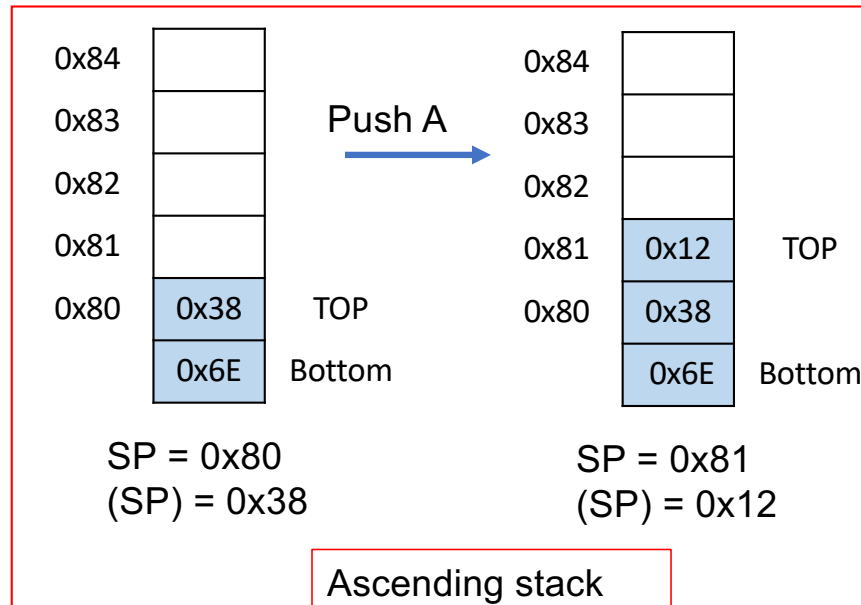 0x84
0x83
0x82
0x81
0x80 0x38 TOP
0x6E Bottom
SP = 0x80
(SP) = 0x38
Push A
0x84
0x83
0x82
0x81 0x12 TOP
0x80 0x38
0x6E Bottom
SP = 0x81
(SP) = 0x12
Ascending stack